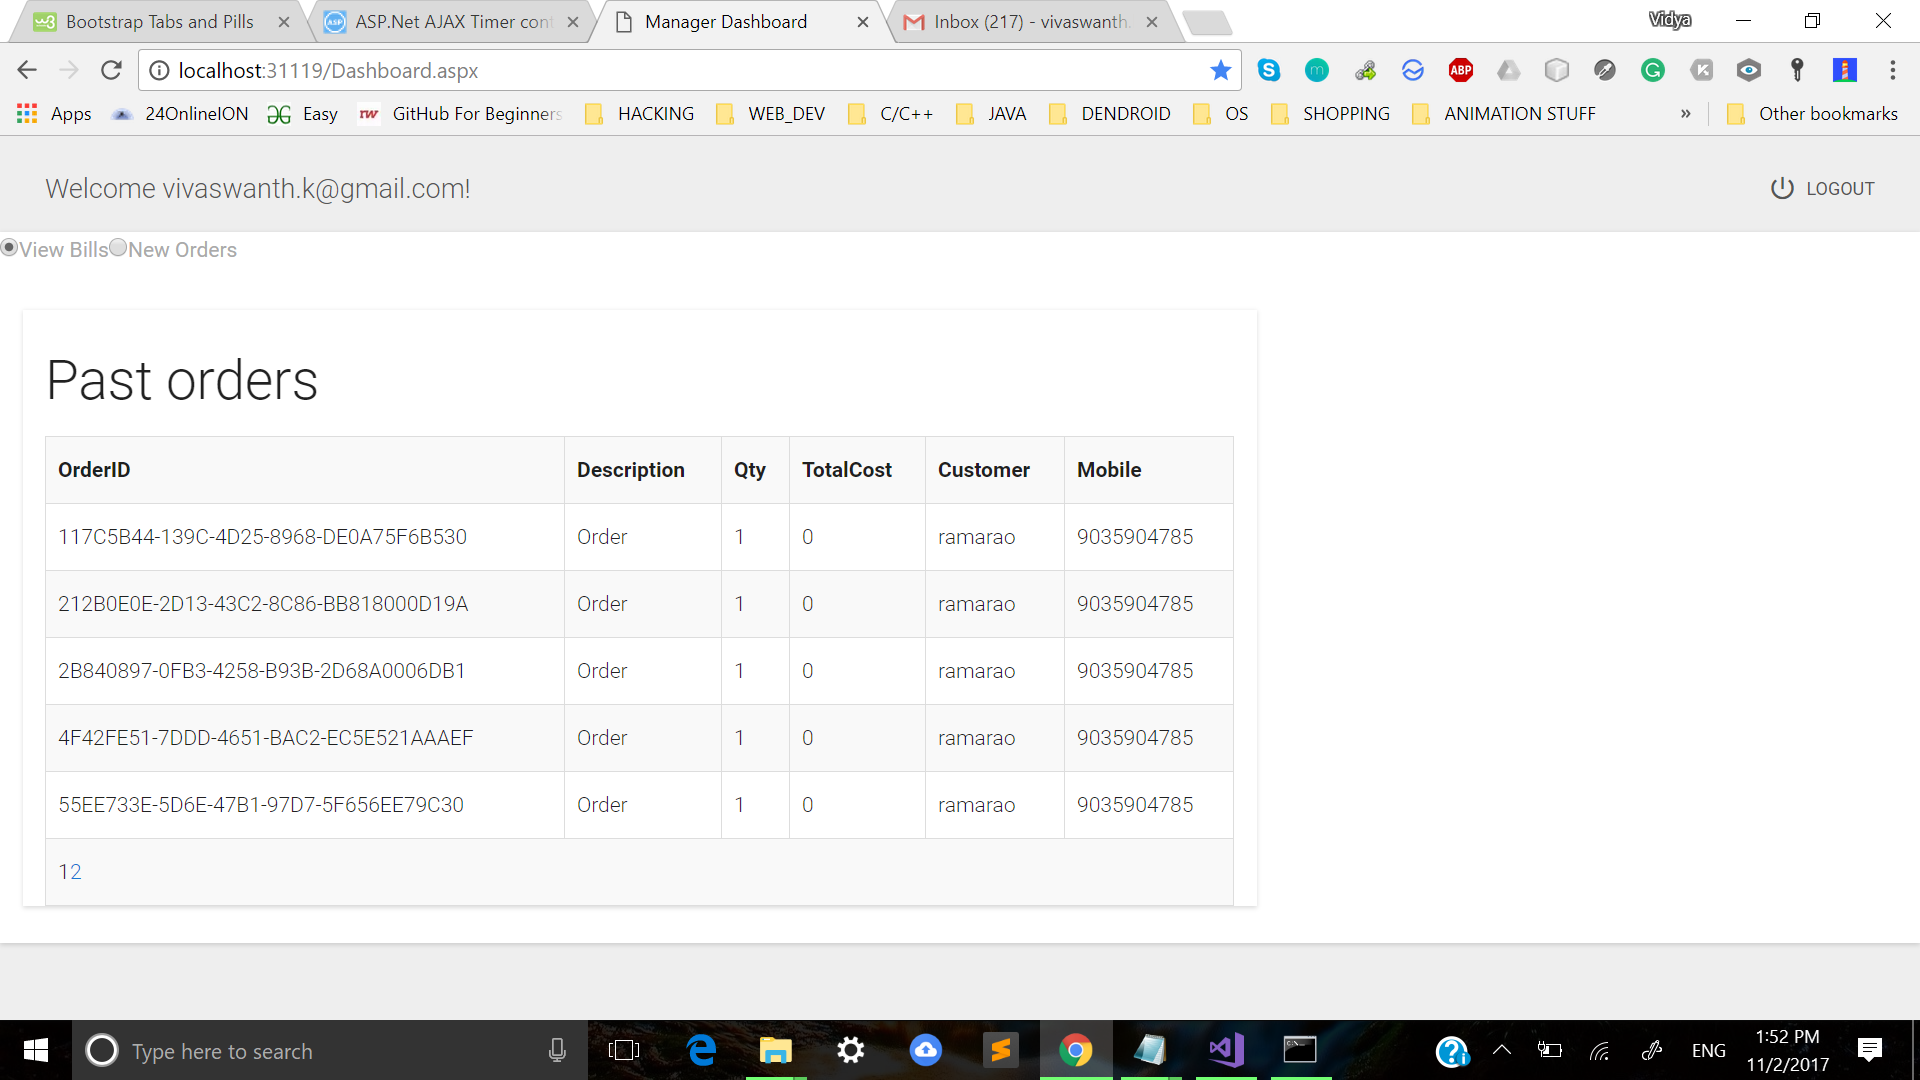 Bootstrap Tabs and Pills
ASP.Net AJAX Timer cont
Manager Dashboard
Inbox (217) - vivaswanth.
Vidya
localhost:31119/Dashboard.aspx
Apps
24OnlineION
Easy
GitHub For Beginners
HACKING
WEB_DEV
C/C++
JAVA
DENDROID
OS
SHOPPING
ANIMATION STUFF
»
Other bookmarks
Welcome vivaswanth.k@gmail.com!
LOGOUT
View Bills New Orders
Past orders
OrderID Description Qty TotalCost Customer Mobile
117C5B44-139C-4D25-8968-DE0A75F6B530 Order 1 0 ramarao 9035904785
212B0E0E-2D13-43C2-8C86-BB818000D19A Order 1 0 ramarao 9035904785
2B840897-0FB3-4258-B93B-2D68A0006DB1 Order 1 0 ramarao 9035904785
4F42FE51-7DDD-4651-BAC2-EC5E521AAAEF Order 1 0 ramarao 9035904785
55EE733E-5D6E-47B1-97D7-5F656EE79C30 Order 1 0 ramarao 9035904785
12
Type here to search
ENG
1:52 PM
11/2/2017